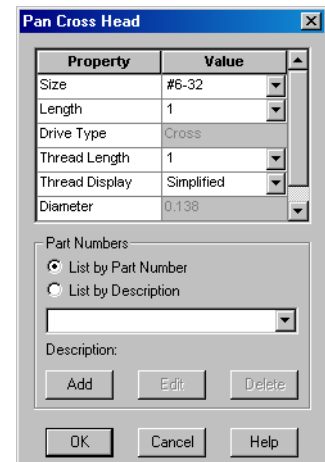 Pan Cross Head
Property Value
Size #6-32
Length 1
Drive Type Cross
Thread Length 1
Thread Display Simplified
Diameter 0.138
Part Numbers
List by Part Number
List by Description
Description:
Add Edit Delete
OK Cancel Help